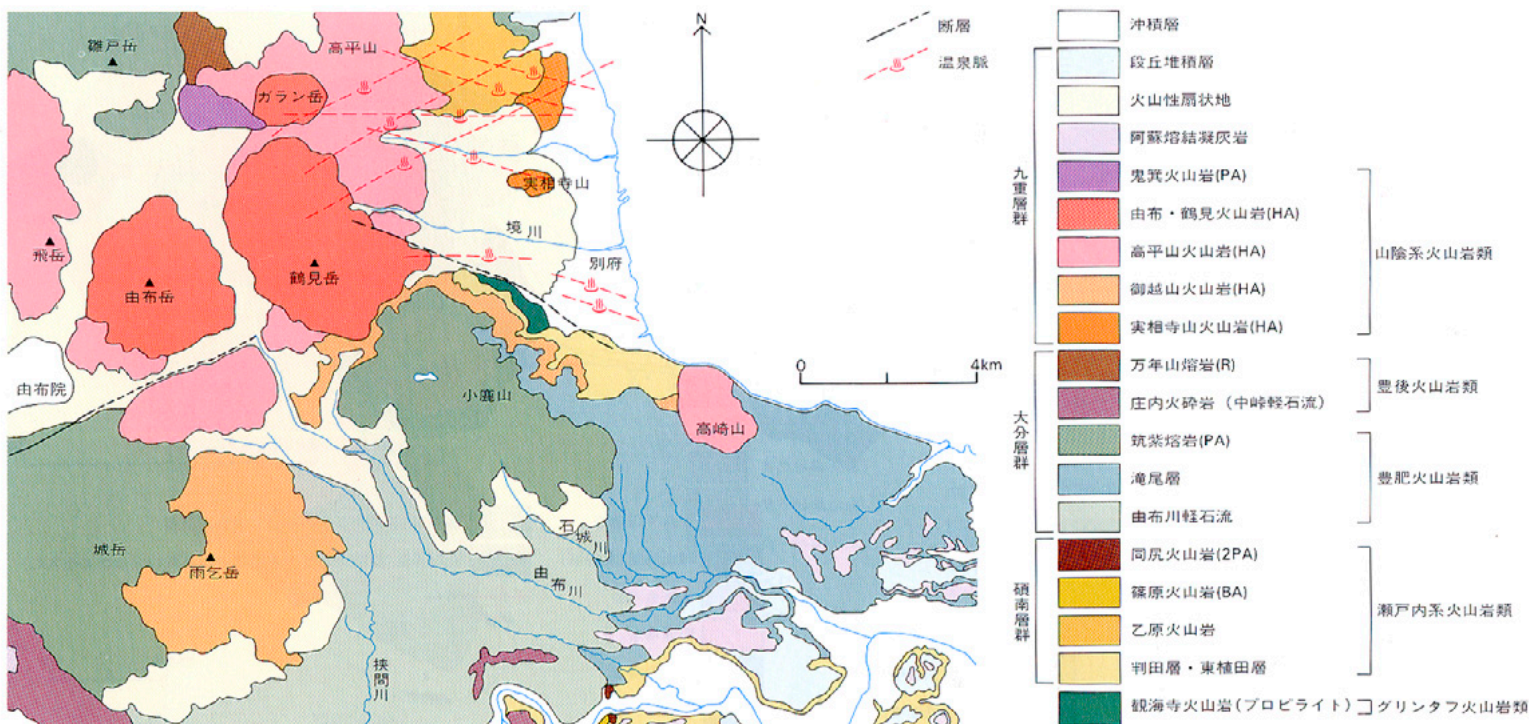 雛戸岳
高平山
ガラン岳
実相寺山
境川
飛岳
由布岳
鶴見岳
別府
由布院
小鹿山
高崎山
城岳
雨乞岳
石城川
由布川
挟間川
N
0 4km
断層
温泉脈
沖積層
段丘堆積層
火山性扇状地
阿蘇熔結凝灰岩
鬼箕火山岩(PA)
由布・鶴見火山岩(HA)
高平山火山岩(HA)
御越山火山岩(HA)
実相寺山火山岩(HA)
万年山熔岩(R)
庄内火砕岩（中峠軽石流）
筑紫熔岩(PA)
滝尾層
由布川軽石流
同尻火山岩(2PA)
篠原火山岩(BA)
乙原火山岩
判田層・東植田層
観海寺火山岩(プロピライト)
九重層群
大分層群
碩南層群
山陰系火山岩類
豊後火山岩類
豊肥火山岩類
瀬戸内系火山岩類
グリンタフ火山岩類